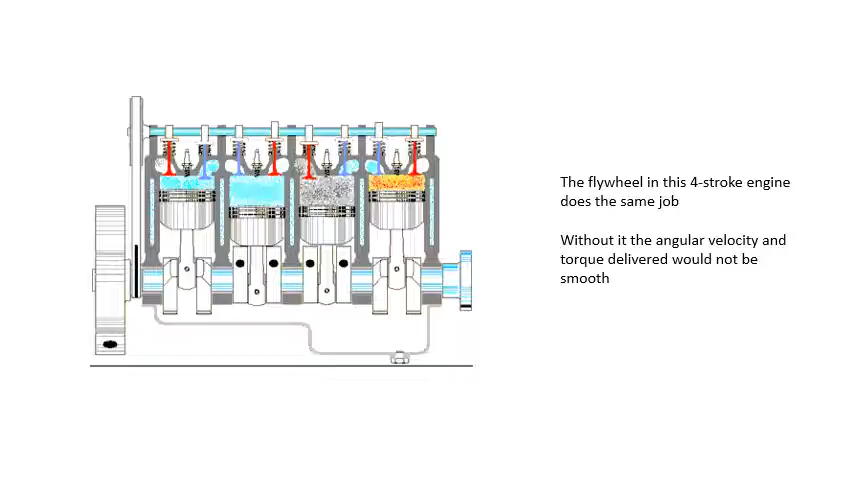 The flywheel in this 4-stroke engine
does the same job
Without it the angular velocity and
torque delivered would not be
smooth